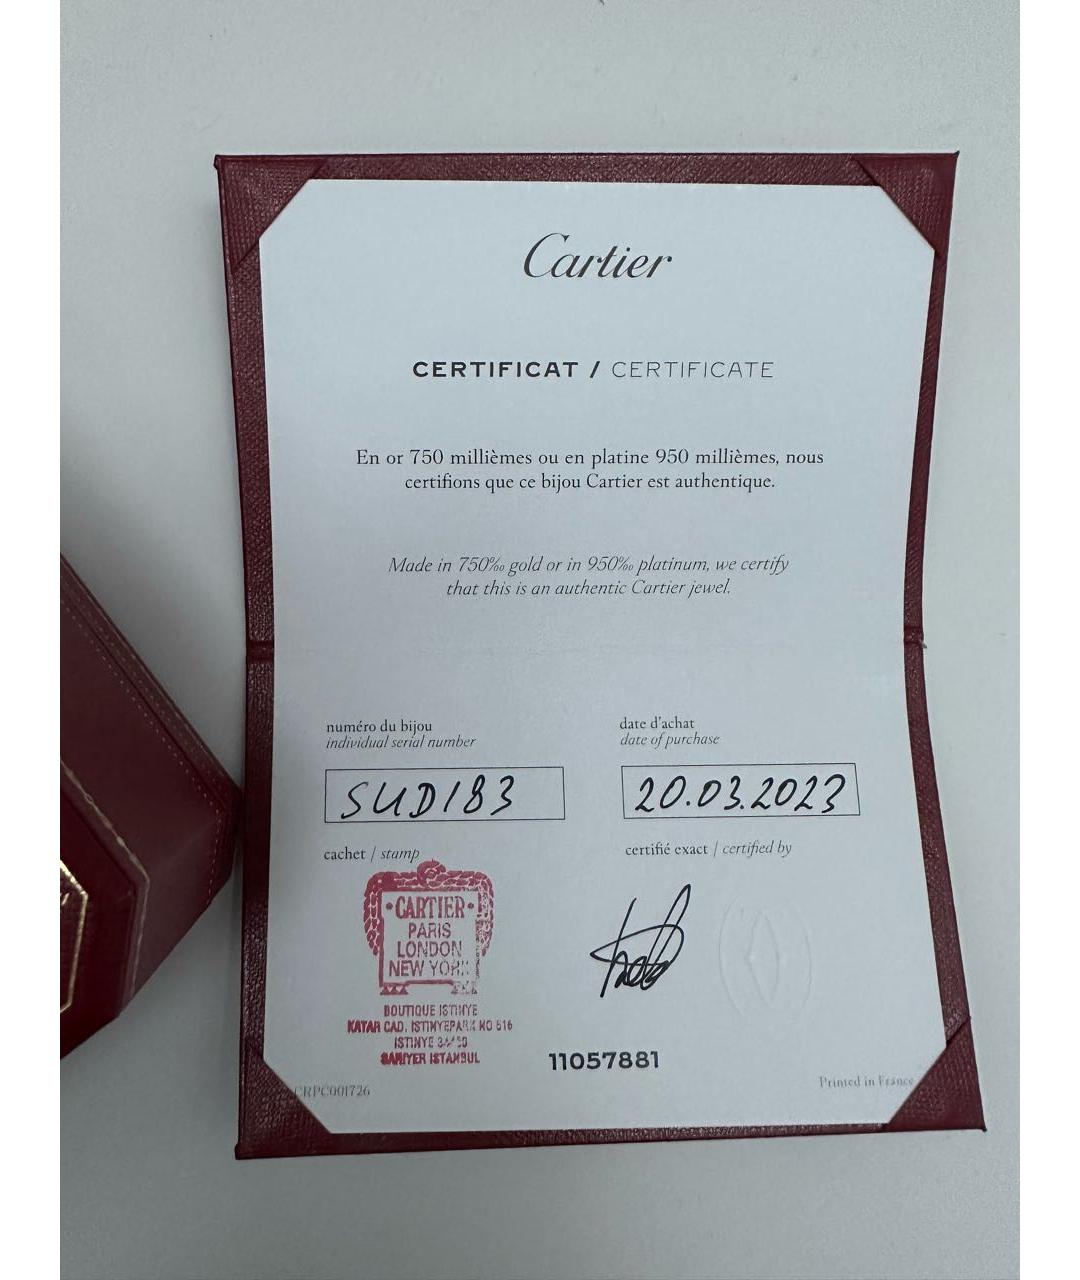 Cartier
CERTIFICAT / CERTIFICATE
En or 750 millièmes ou en platine 950 millièmes, nous
certifions que ce bijou Cartier est authentique.
Made in 750‰ gold or in 950‰ platinum, we certify
that this is an authentic Cartier jewel.
numéro du bijou
individual serial number
date d'achat
date of purchase
SUD183
20.03.2023
cachet / stamp
certifié exact / certified by
CARTIER
PARIS
LONDON
NEW YORK
BOUTIQUE ISTINYE
KATAR CAD. ISTINYEPARK NO 516
ISTINYE
SARIYER ISTANBUL
11057881
CRPC001726
Printed in France